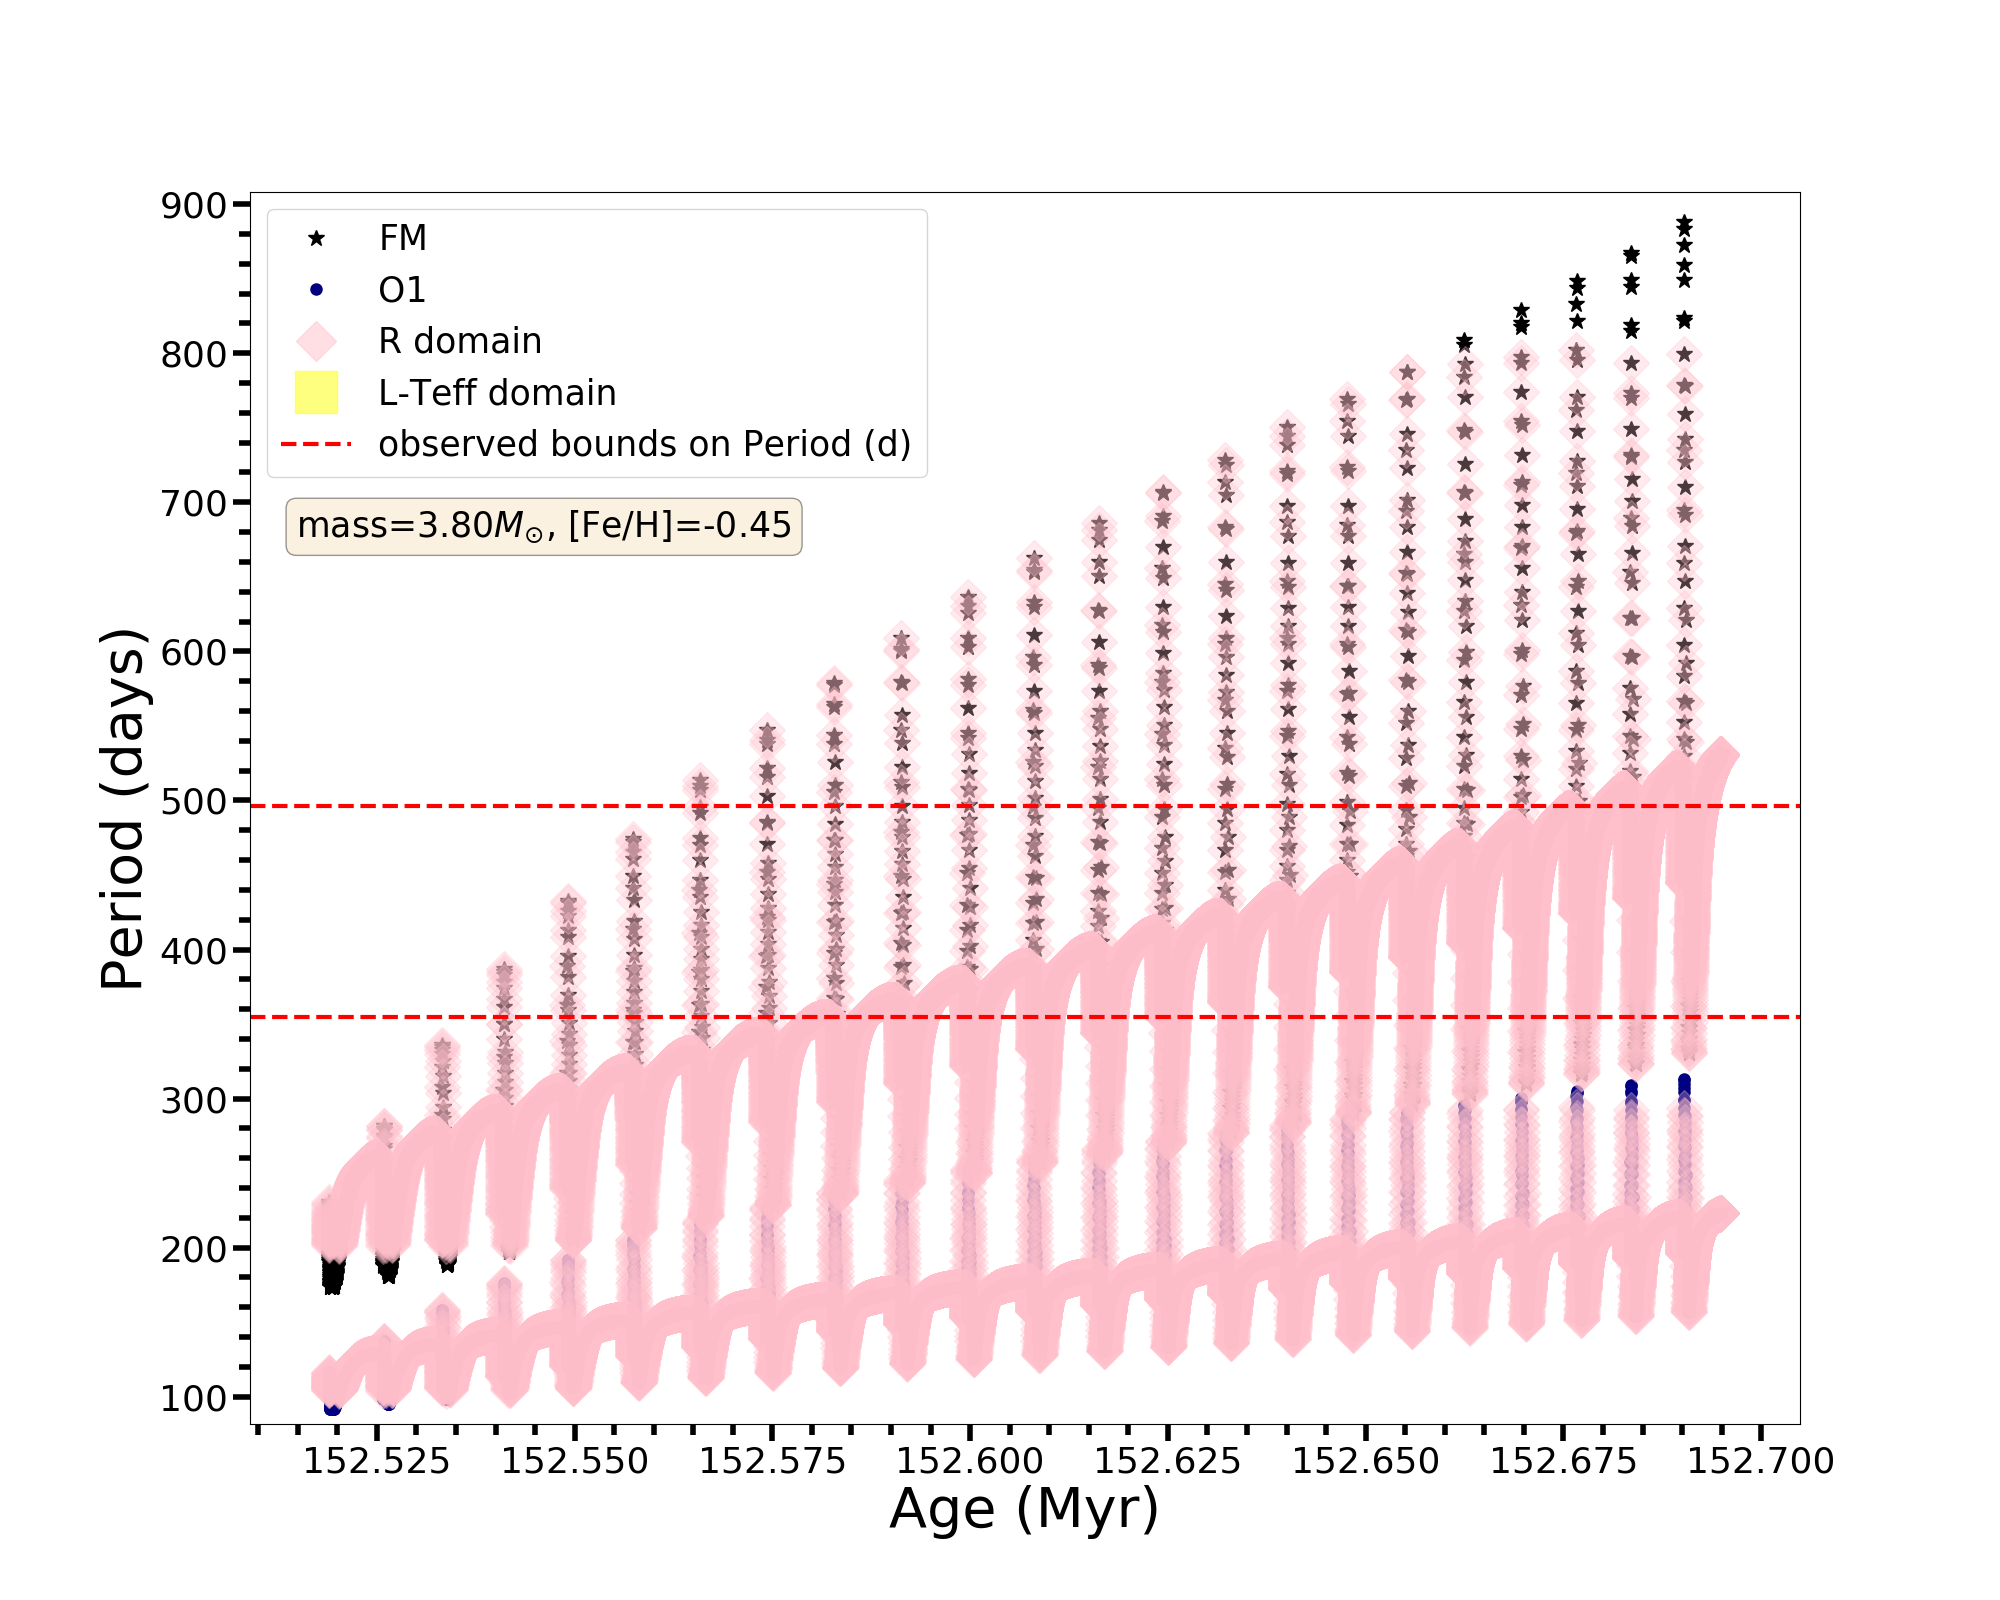 900
800
700
600
500
400
300
200
100
Period (days)
FM
O1
R domain
L-Teff domain
observed bounds on Period (d)
mass=3.80M⊙, [Fe/H]=-0.45
152.525 152.550 152.575 152.600 152.625 152.650 152.675 152.700
Age (Myr)